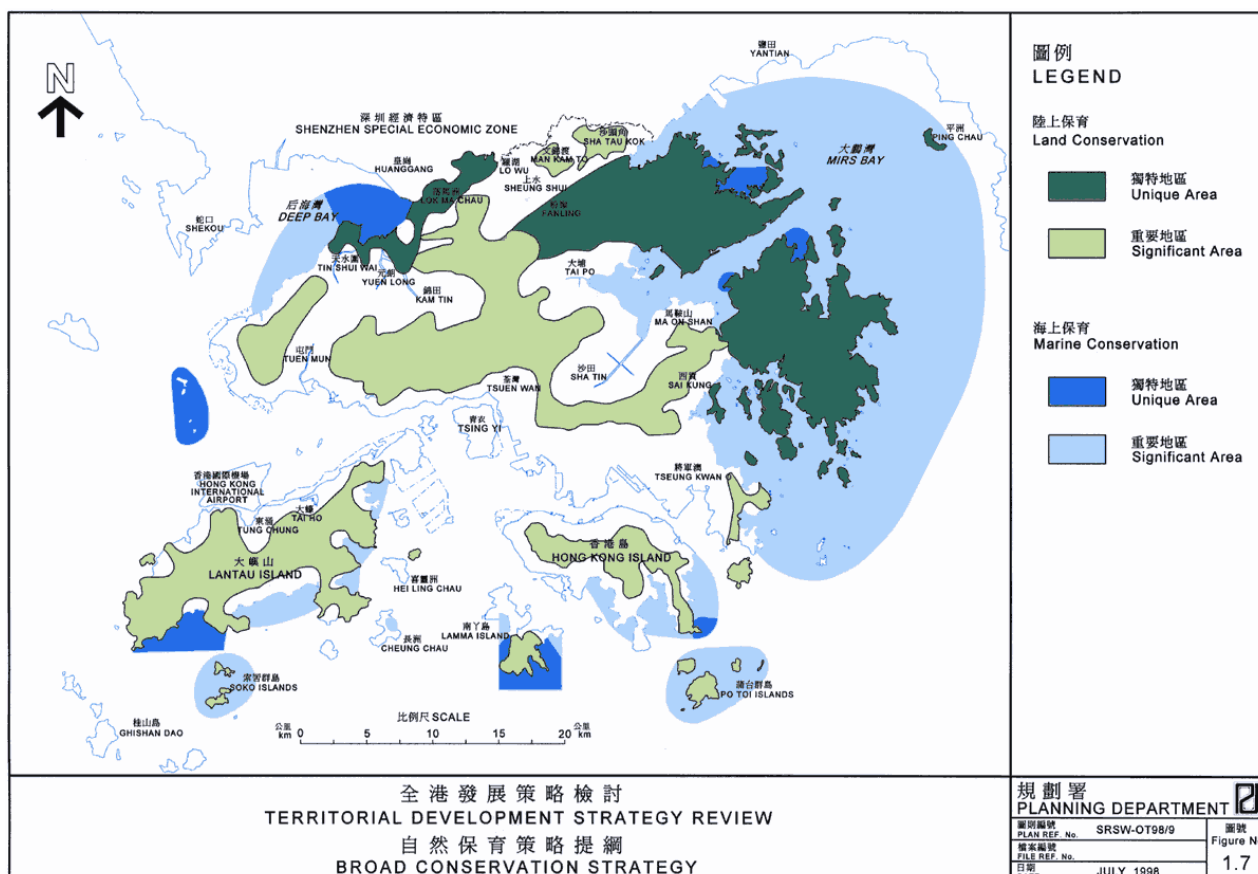 N
鹽田
YANTIAN
深圳經濟特區
SHENZHEN SPECIAL ECONOMIC ZONE
沙頭角
SHA TAU KOK
平洲
PING CHAU
文錦渡
MAN KAM TO
大鵬灣
MIRS BAY
皇崗
HUANGGANG
羅湖
LO WU
上水
SHEUNG SHUI
落馬洲
LOK MA CHAU
后海灣
DEEP BAY
粉嶺
FANLING
蛇口
SHEKOU
天水圍
TIN SHUI WAI
元朗
YUEN LONG
大埔
TAI PO
錦田
KAM TIN
馬鞍山
MA ON SHAN
屯門
TUEN MUN
荃灣
TSUEN WAN
沙田
SHA TIN
西貢
SAI KUNG
青衣
TSING YI
香港國際機場
HONG KONG
INTERNATIONAL
AIRPORT
將軍澳
TSEUNG KWAN O
大蠔
TAI HO
東涌
TUNG CHUNG
大嶼山
LANTAU ISLAND
香港島
HONG KONG ISLAND
喜靈洲
HEI LING CHAU
南丫島
LAMMA ISLAND
長洲
CHEUNG CHAU
索罟群島
SOKO ISLANDS
蒲台群島
PO TOI ISLANDS
桂山島
GHISHAN DAO
比例尺 SCALE
公里
km
0 5 10 15 20
公里
km
圖例
LEGEND
陸上保育
Land Conservation
獨特地區
Unique Area
重要地區
Significant Area
海上保育
Marine Conservation
獨特地區
Unique Area
重要地區
Significant Area
全港發展策略檢討
TERRITORIAL DEVELOPMENT STRATEGY REVIEW
自然保育策略提綱
BROAD CONSERVATION STRATEGY
規劃署
PLANNING DEPARTMENT
圖則編號
PLAN REF. No.
SRSW-OT98/9
檔案編號
FILE REF. No.
日期
JULY, 1998
圖號
Figure N
1.7